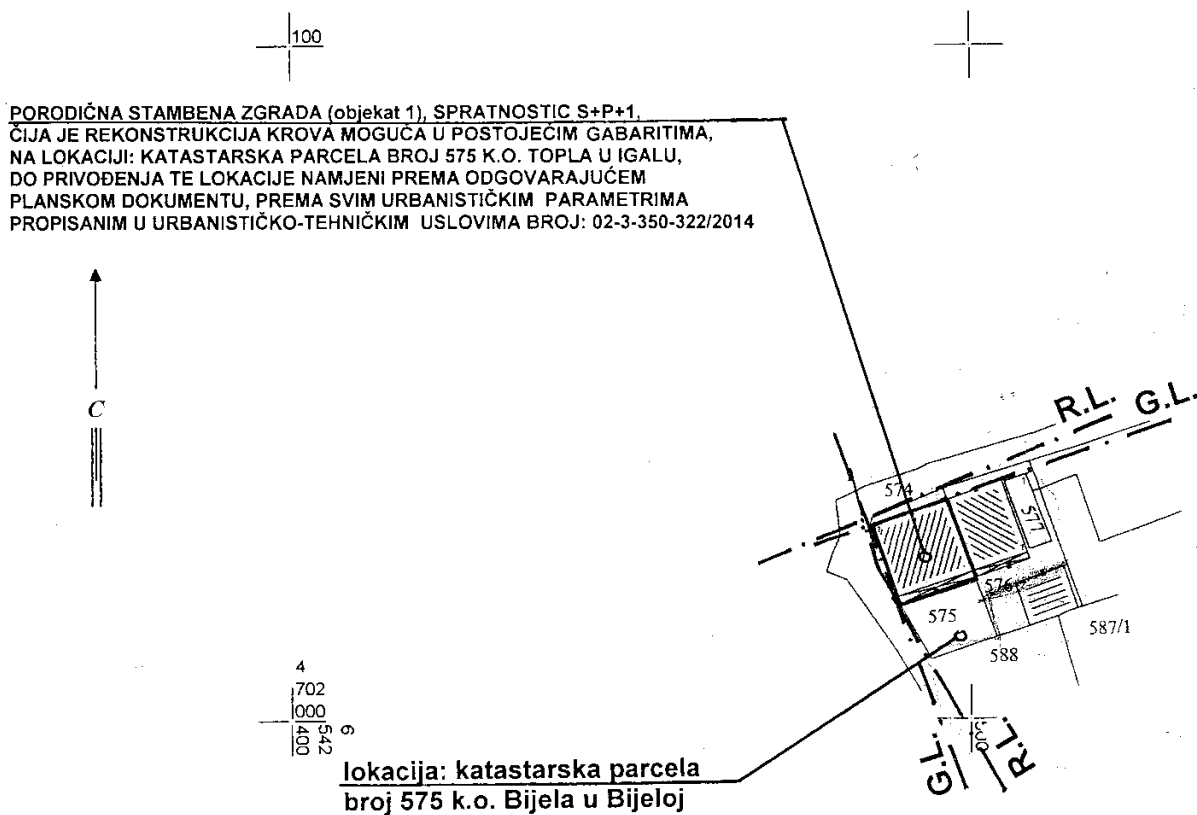 100
PORODIČNA STAMBENA ZGRADA (objekat 1), SPRATNOSTIC S+P+1,
ČIJA JE REKONSTRUKCIJA KROVA MOGUĆA U POSTOJEĆIM GABARITIMA,
NA LOKACIJI: KATASTARSKA PARCELA BROJ 575 K.O. TOPLA U IGALU,
DO PRIVOĐENJA TE LOKACIJE NAMJENI PREMA ODGOVARAJUĆEM
PLANSKOM DOKUMENTU, PREMA SVIM URBANISTIČKIM PARAMETRIMA
PROPISANIM U URBANISTIČKO-TEHNIČKIM USLOVIMA BROJ: 02-3-350-322/2014
C
R.L. G.L.
574
577
576
575
587/1
588
4
702
000
400
542
6
500
G.L.
R.L.
lokacija: katastarska parcela
broj 575 k.o. Bijela u Bijeloj